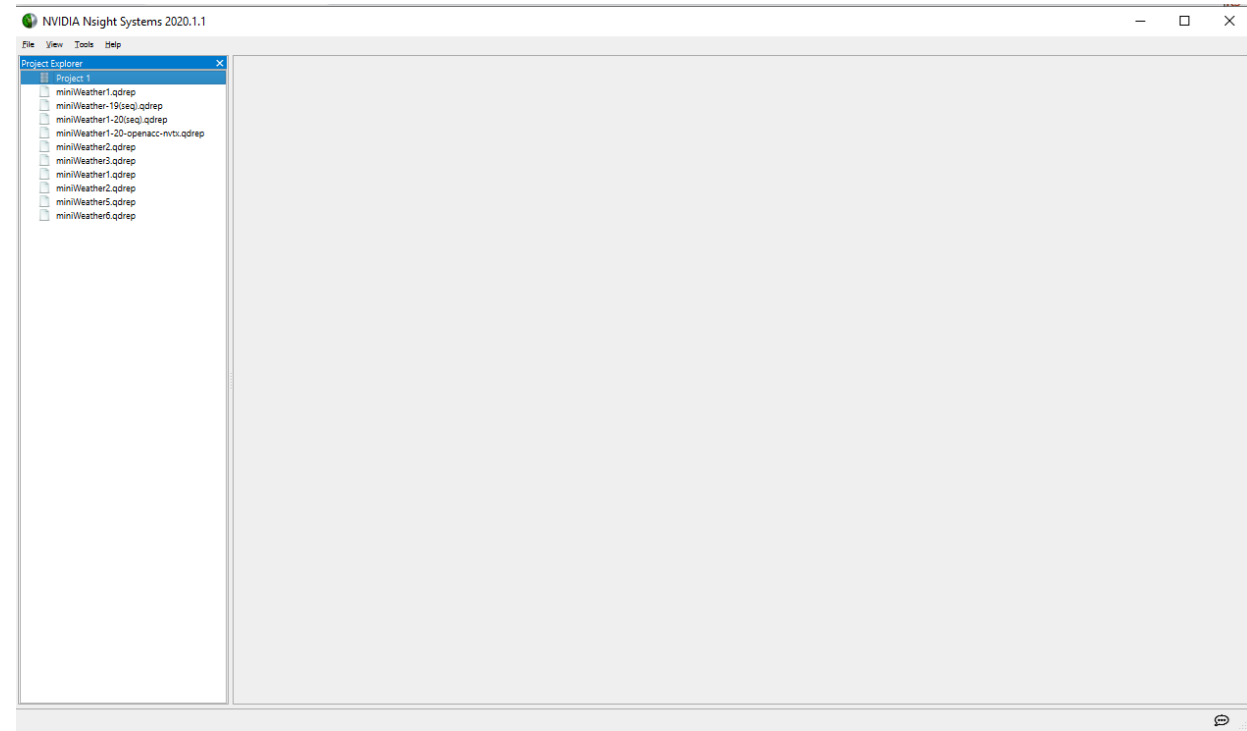 NVIDIA Nsight Systems 2020.1.1
File View Tools Help
Project Explorer
Project 1
miniWeather1.qdrep
miniWeather-19(seq).qdrep
miniWeather1-20(seq).qdrep
miniWeather1-20-openacc-nvtx.qdrep
miniWeather2.qdrep
miniWeather3.qdrep
miniWeather1.qdrep
miniWeather2.qdrep
miniWeather5.qdrep
miniWeather6.qdrep